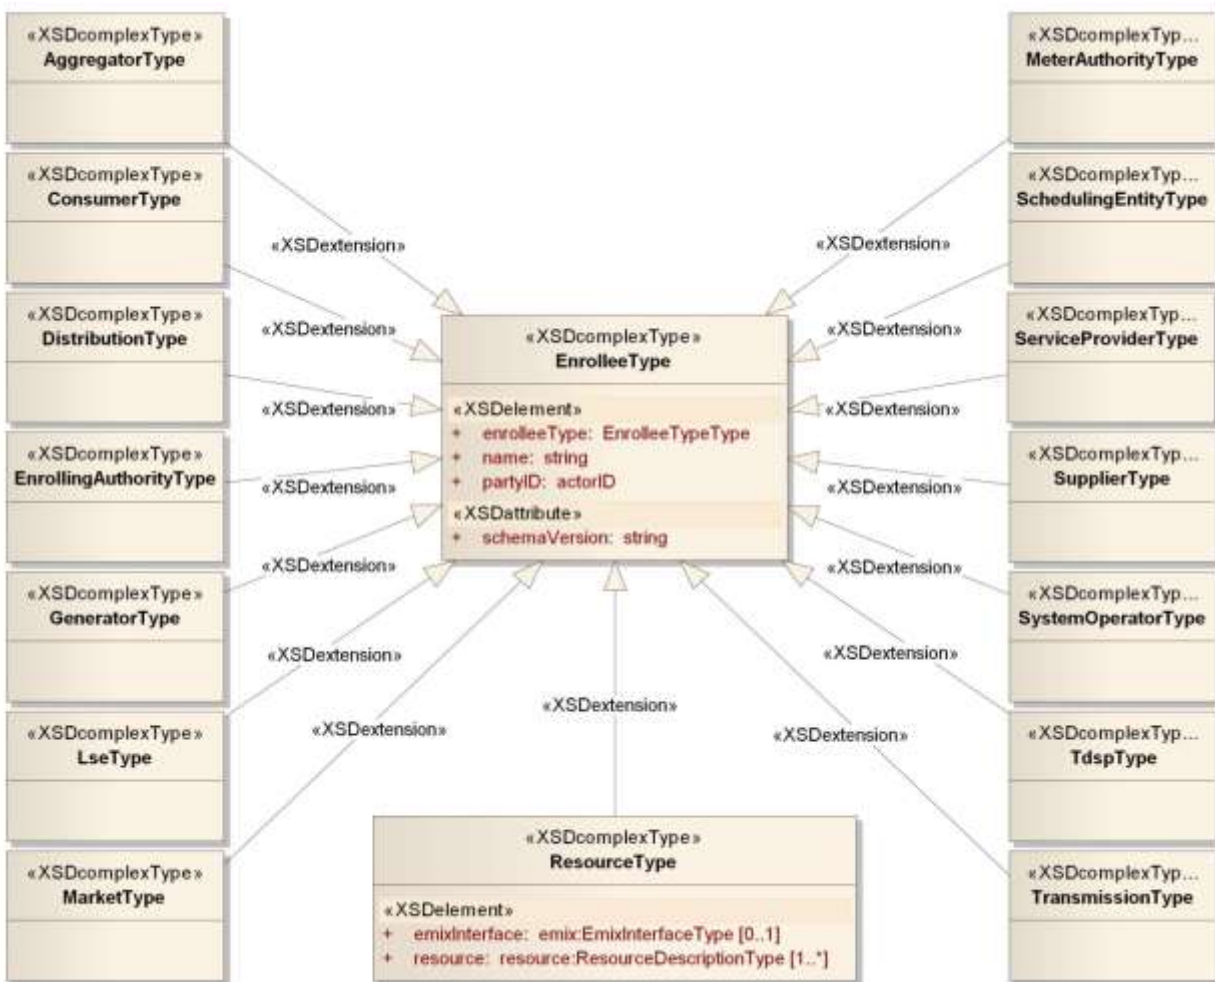 «XSDcomplexType»
AggregatorType
«XSDcomplexType»
ConsumerType
«XSDcomplexType»
DistributionType
«XSDcomplexType»
EnrollingAuthorityType
«XSDcomplexType»
GeneratorType
«XSDcomplexType»
LseType
«XSDcomplexType»
MarketType
«XSDextension»
«XSDextension»
«XSDextension»
«XSDextension»
«XSDextension»
«XSDextension»
«XSDextension»
«XSDcomplexType»
EnrolleeType
«XSDelement»
+ enrolleeType: EnrolleeTypeType
+ name: string
+ partyID: actorID
«XSDattribute»
+ schemaVersion: string
«XSDextension»
«XSDcomplexType»
ResourceType
«XSDelement»
+ emixInterface: emix:EmixInterfaceType [0..1]
+ resource: resource:ResourceDescriptionType [1..*]
«XSDextension»
«XSDextension»
«XSDextension»
«XSDextension»
«XSDextension»
«XSDextension»
«XSDextension»
«XSDcomplexTyp...
MeterAuthorityType
«XSDcomplexTyp...
SchedulingEntityType
«XSDcomplexTyp...
ServiceProviderType
«XSDcomplexTyp...
SupplierType
«XSDcomplexTyp...
SystemOperatorType
«XSDcomplexTyp...
TdspType
«XSDcomplexTyp...
TransmissionType